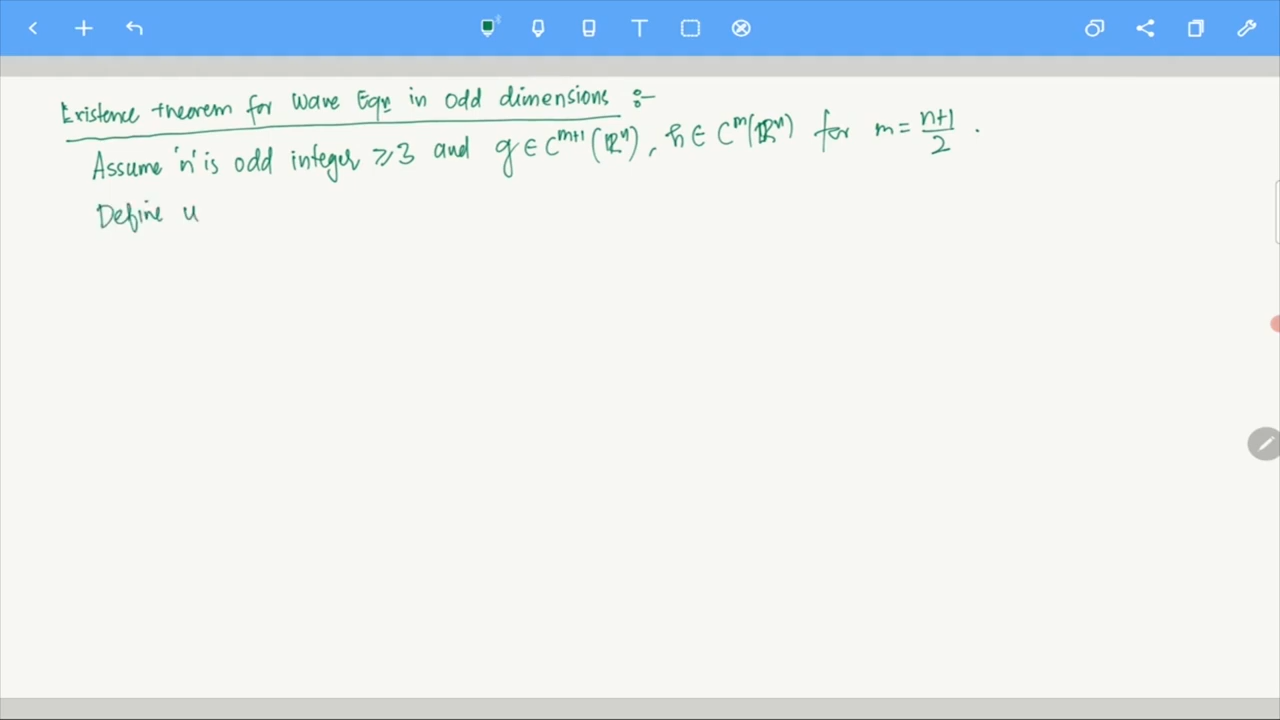 Existence theorem for Wave Eqn in odd dimensions :-
Assume 'n' is odd integer ≥3 and g ∈ C^{m+1}(ℝ^n), h ∈ C^m(ℝ^n) for m = \frac{n+1}{2} .
Define u